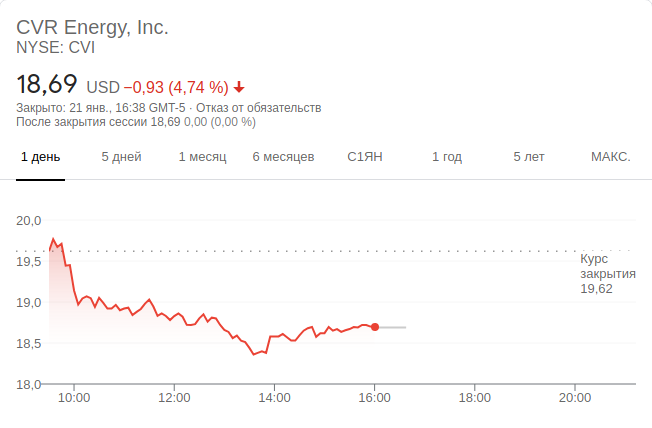 CVR Energy, Inc.
NYSE: CVI
18,69 USD −0,93 (4,74 %)
Закрыто: 21 янв., 16:38 GMT-5 · Отказ от обязательств
После закрытия сессии 18,69 0,00 (0,00 %)
1 день 5 дней 1 месяц 6 месяцев С1ЯН 1 год 5 лет МАКС.
20,0
19,5
19,0
18,5
18,0
Курс
закрытия
19,62
10:00 12:00 14:00 16:00 18:00 20:00